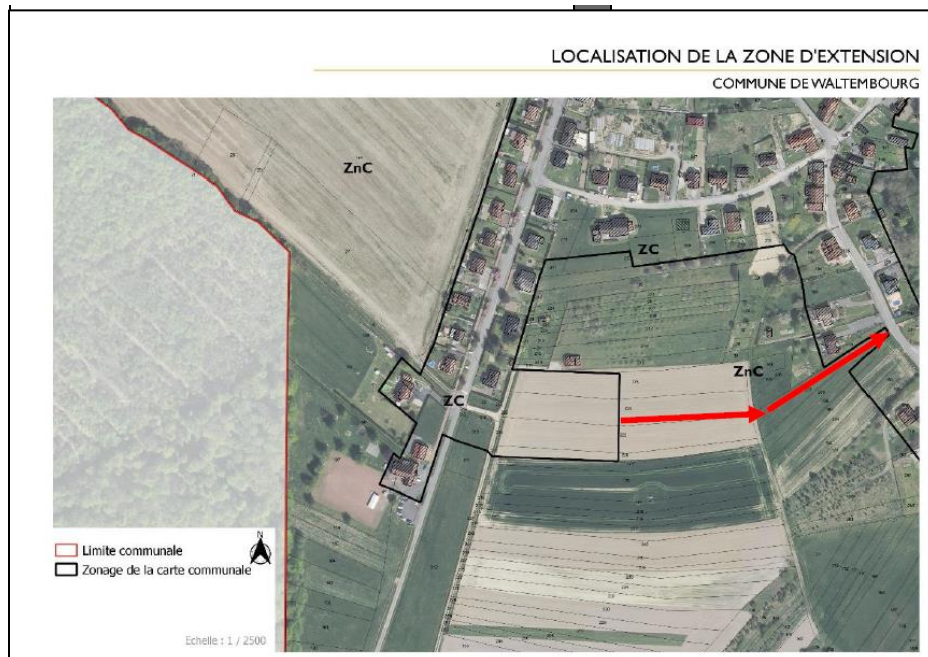 LOCALISATION DE LA ZONE D'EXTENSION
COMMUNE DE WALTEMBOURG
ZnC
ZC
ZnC
ZC
Limite communale
N
Zonage de la carte communale
Echelle : 1 / 2500